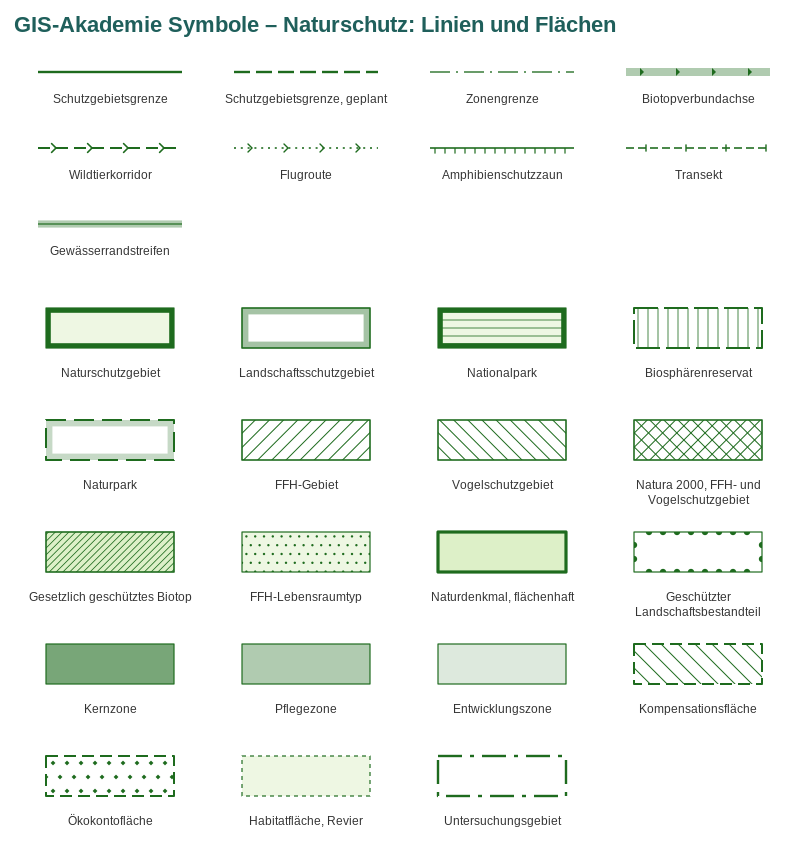 GIS-Akademie Symbole – Naturschutz: Linien und Flächen
Schutzgebietsgrenze
Schutzgebietsgrenze, geplant
Zonengrenze
Biotopverbundachse
Wildtierkorridor
Flugroute
Amphibienschutzzaun
Transekt
Gewässerrandstreifen
Naturschutzgebiet
Landschaftsschutzgebiet
Nationalpark
Biosphärenreservat
Naturpark
FFH-Gebiet
Vogelschutzgebiet
Natura 2000, FFH- und
Vogelschutzgebiet
Gesetzlich geschütztes Biotop
FFH-Lebensraumtyp
Naturdenkmal, flächenhaft
Geschützter
Landschaftsbestandteil
Kernzone
Pflegezone
Entwicklungszone
Kompensationsfläche
Ökokontofläche
Habitatfläche, Revier
Untersuchungsgebiet